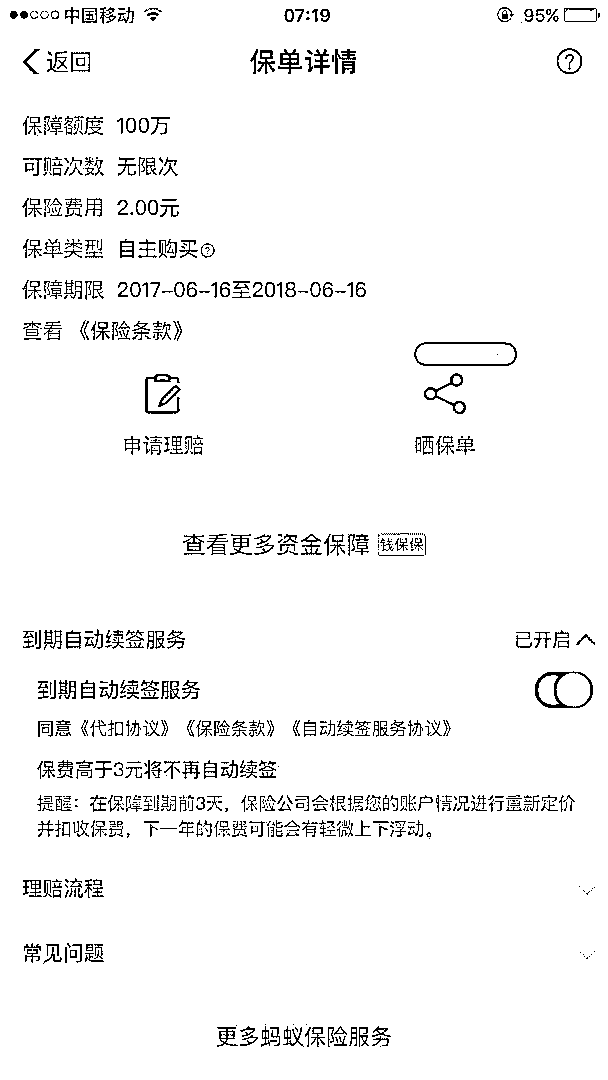 中国移动 07:19 95%
返回 保单详情
保障额度 100万
可赔次数 无限次
保险费用 2.00元
保单类型 自主购买
保障期限 2017-06-16至2018-06-16
查看《保险条款》
申请理赔 晒保单
查看更多资金保障 钱保保
到期自动续签服务 已开启
到期自动续签服务
同意《代扣协议》《保险条款》《自动续签服务协议》
保费高于3元将不再自动续签
提醒：在保障到期前3天，保险公司会根据您的账户情况进行重新定价
并扣收保费，下一年的保费可能会有轻微上下浮动。
理赔流程
常见问题
更多蚂蚁保险服务